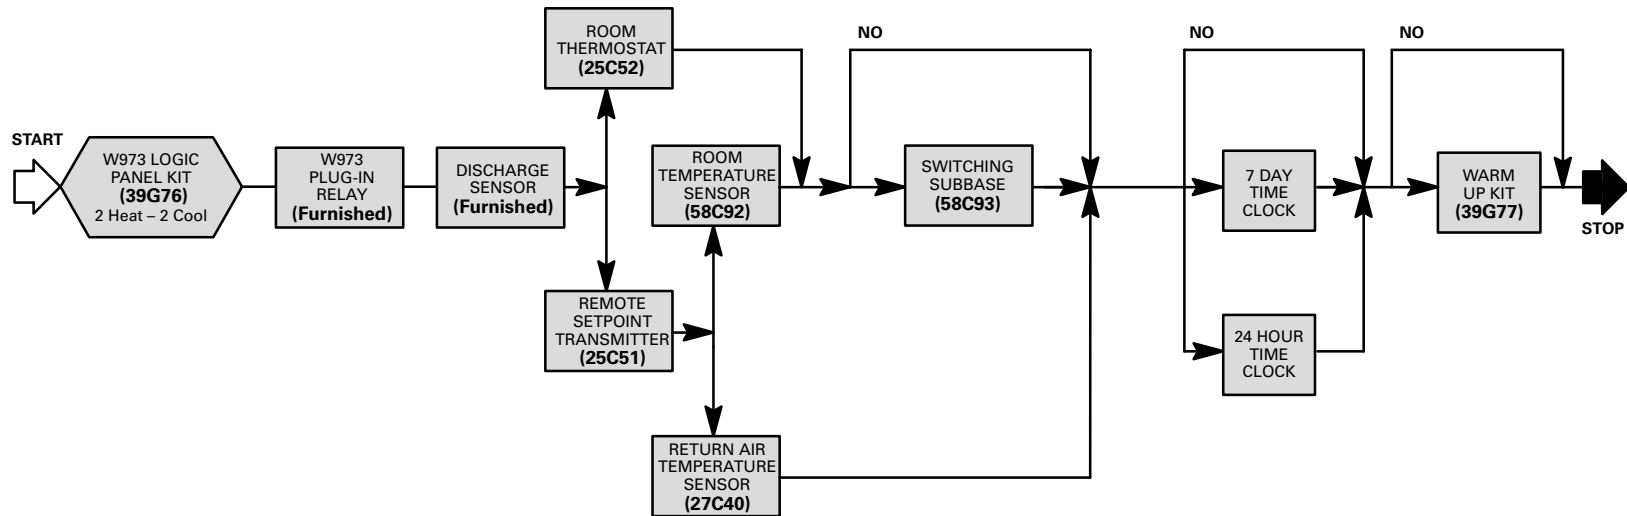 START
W973 LOGIC
PANEL KIT
(39G76)
2 Heat – 2 Cool
W973
PLUG-IN
RELAY
(Furnished)
DISCHARGE
SENSOR
(Furnished)
ROOM
THERMOSTAT
(25C52)
REMOTE
SETPOINT
TRANSMITTER
(25C51)
ROOM
TEMPERATURE
SENSOR
(58C92)
RETURN AIR
TEMPERATURE
SENSOR
(27C40)
NO
SWITCHING
SUBBASE
(58C93)
NO
7 DAY
TIME
CLOCK
24 HOUR
TIME
CLOCK
NO
WARM
UP KIT
(39G77)
STOP